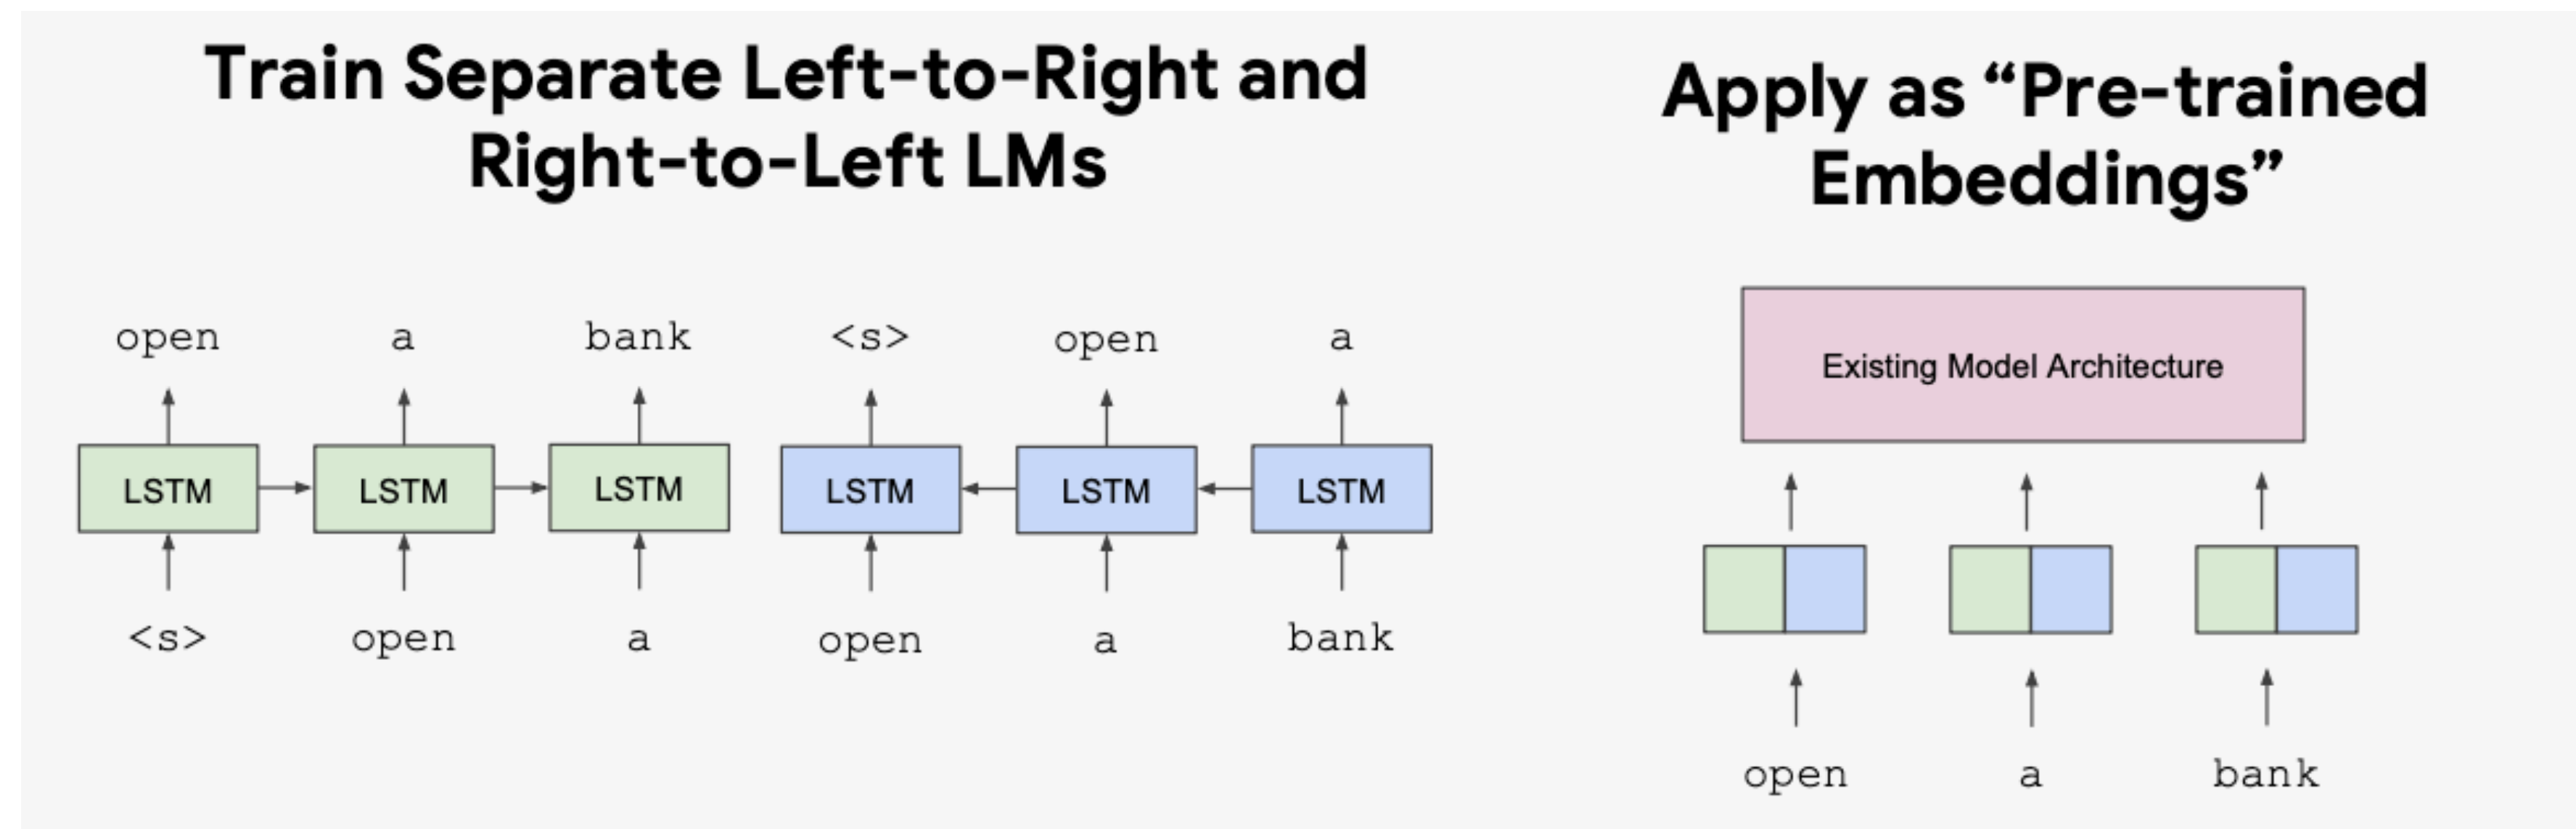 Train Separate Left-to-Right and
Right-to-Left LMs
open a bank <s> open a
LSTM LSTM LSTM LSTM LSTM LSTM
<s> open a open a bank
Apply as “Pre-trained
Embeddings”
Existing Model Architecture
open a bank